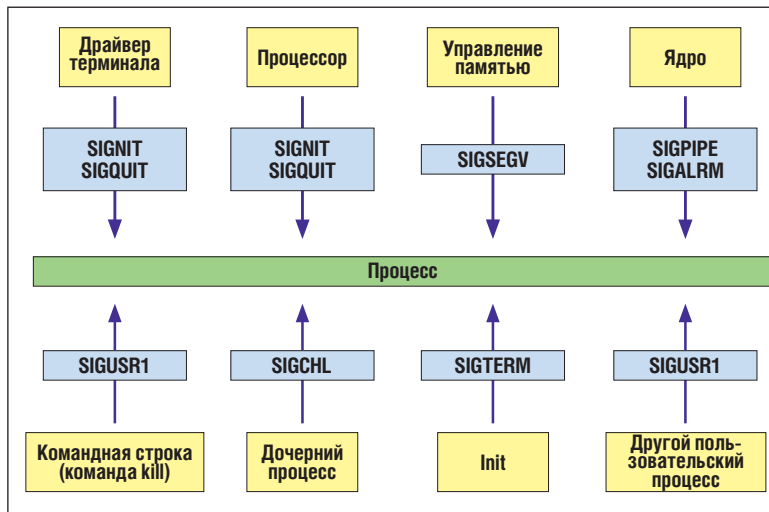 Драйвер
терминала
Процессор
Управление
памятью
Ядро
SIGNIT
SIGQUIT
SIGNIT
SIGQUIT
SIGSEGV
SIGPIPE
SIGALRM
Процесс
SIGUSR1
SIGCHL
SIGTERM
SIGUSR1
Командная строка
(команда kill)
Дочерний
процесс
Init
Другой поль-
зовательский
процесс